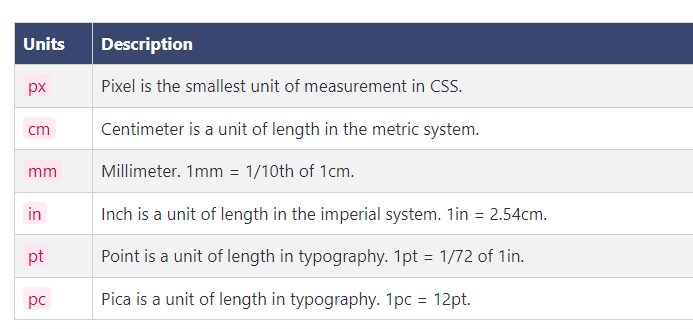 Units Description
px Pixel is the smallest unit of measurement in CSS.
cm Centimeter is a unit of length in the metric system.
mm Millimeter. 1mm = 1/10th of 1cm.
in Inch is a unit of length in the imperial system. 1in = 2.54cm.
pt Point is a unit of length in typography. 1pt = 1/72 of 1in.
pc Pica is a unit of length in typography. 1pc = 12pt.